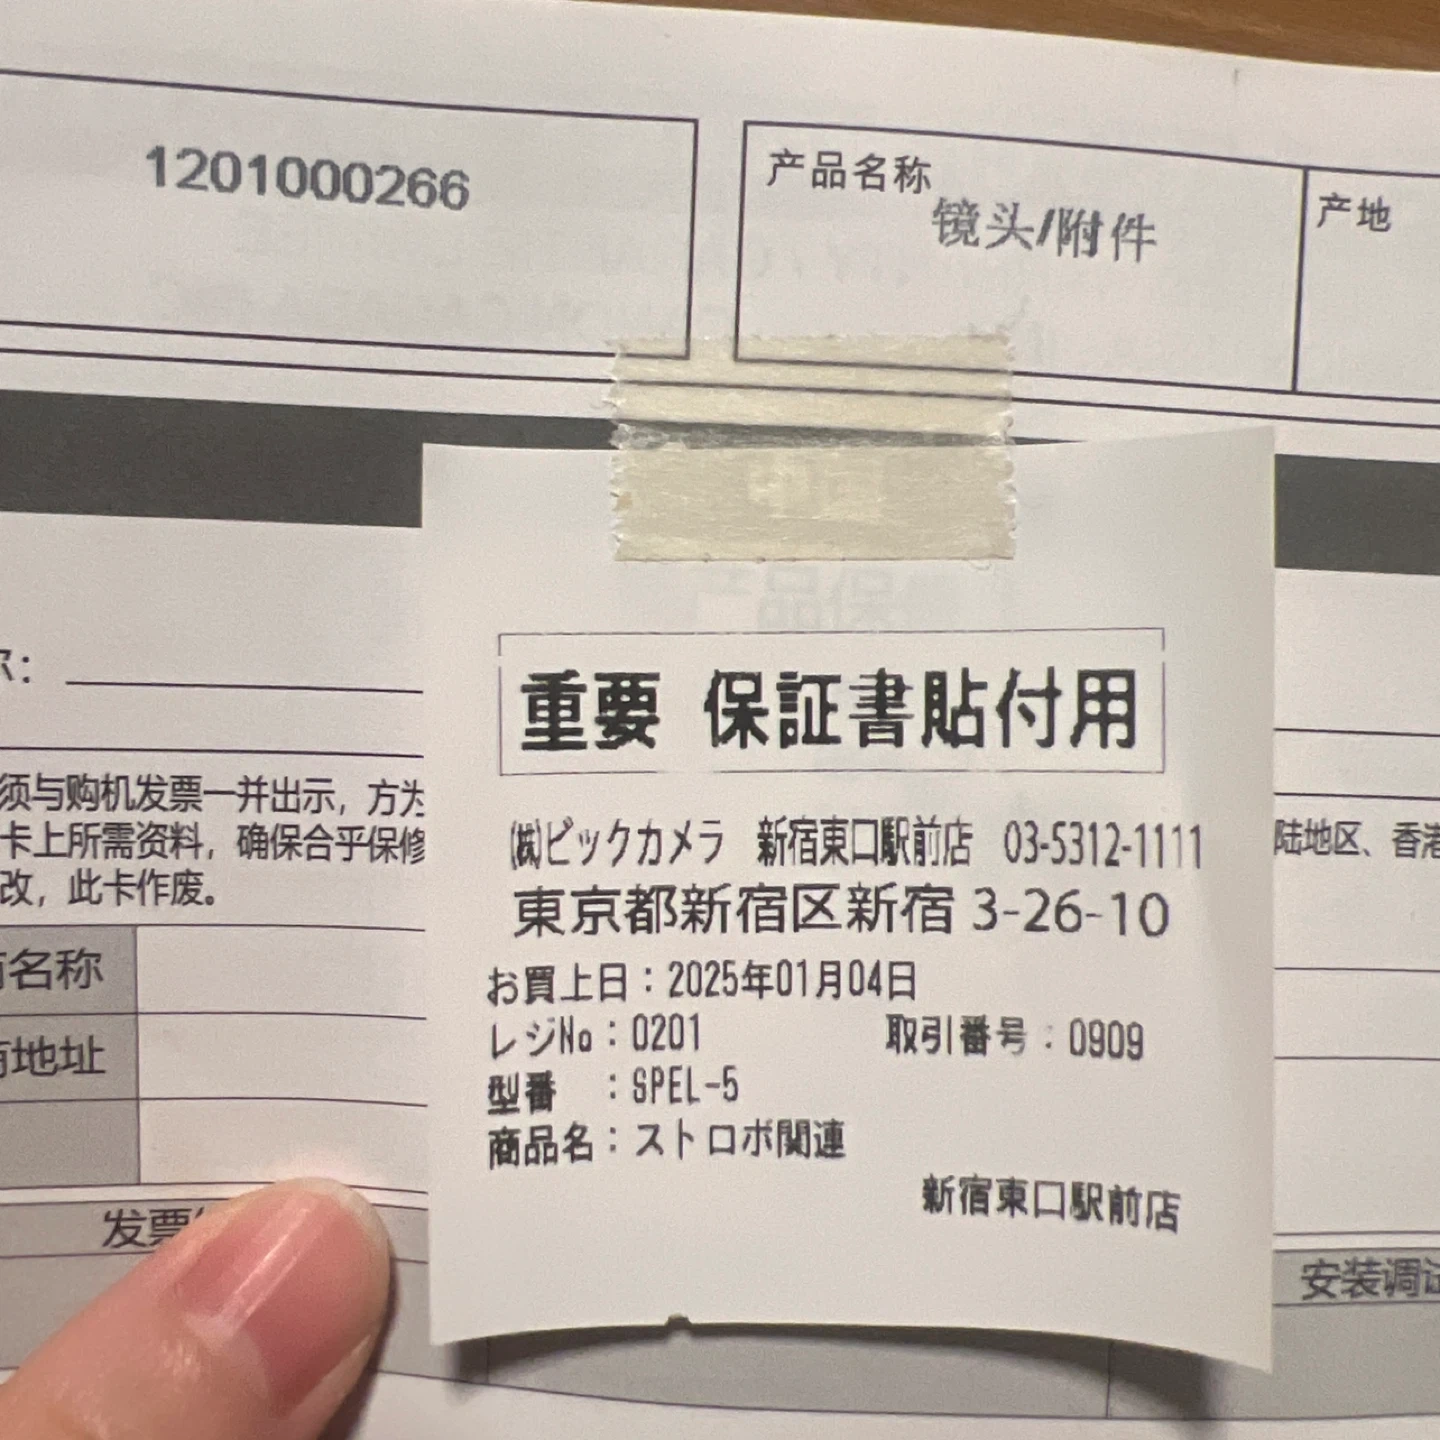 1201000266
产品名称
镜头/附件
产地
重要 保証書貼付用
㈱ビックカメラ 新宿東口駅前店 03-5312-1111
東京都新宿区新宿3-26-10
お買上日：2025年01月04日
レジNo：0201 取引番号：0909
型番 ：SPEL-5
商品名：ストロボ関連
新宿東口駅前店
须与购机发票一并出示，方为
卡上所需资料，确保合乎保修
陆地区、香港
改，此卡作废。
名称
地址
发票
安装调试